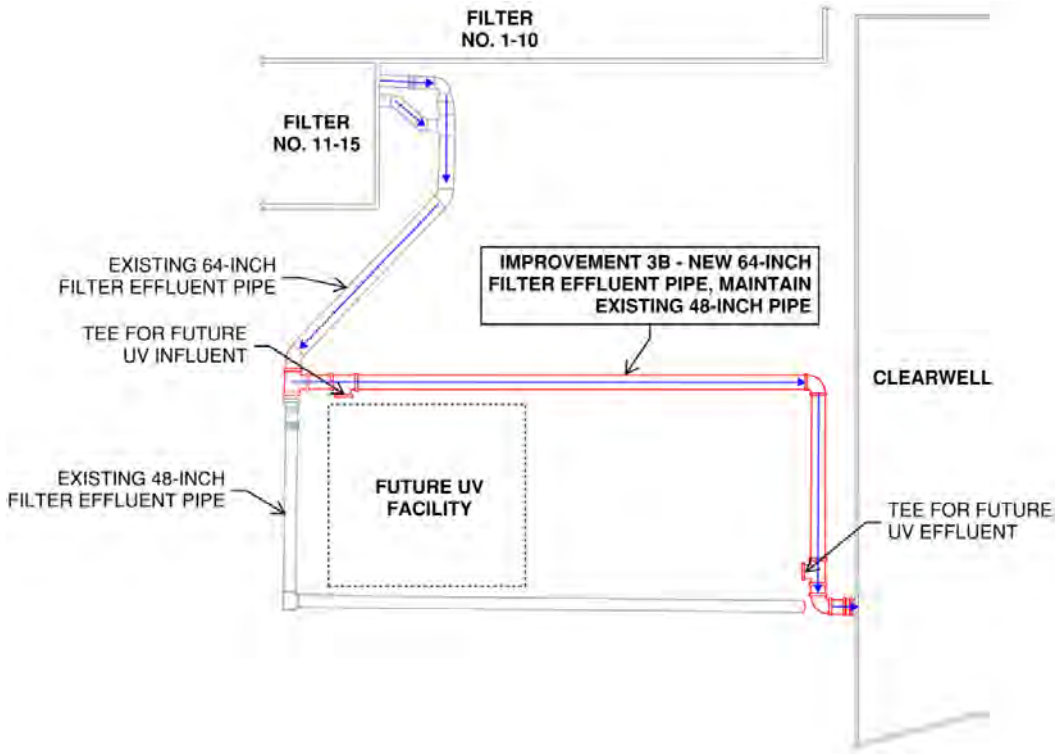 FILTER
NO. 1-10
FILTER
NO. 11-15
EXISTING 64-INCH
FILTER EFFLUENT PIPE
IMPROVEMENT 3B - NEW 64-INCH
FILTER EFFLUENT PIPE, MAINTAIN
EXISTING 48-INCH PIPE
TEE FOR FUTURE
UV INFLUENT
CLEARWELL
EXISTING 48-INCH
FILTER EFFLUENT PIPE
FUTURE UV
FACILITY
TEE FOR FUTURE
UV EFFLUENT